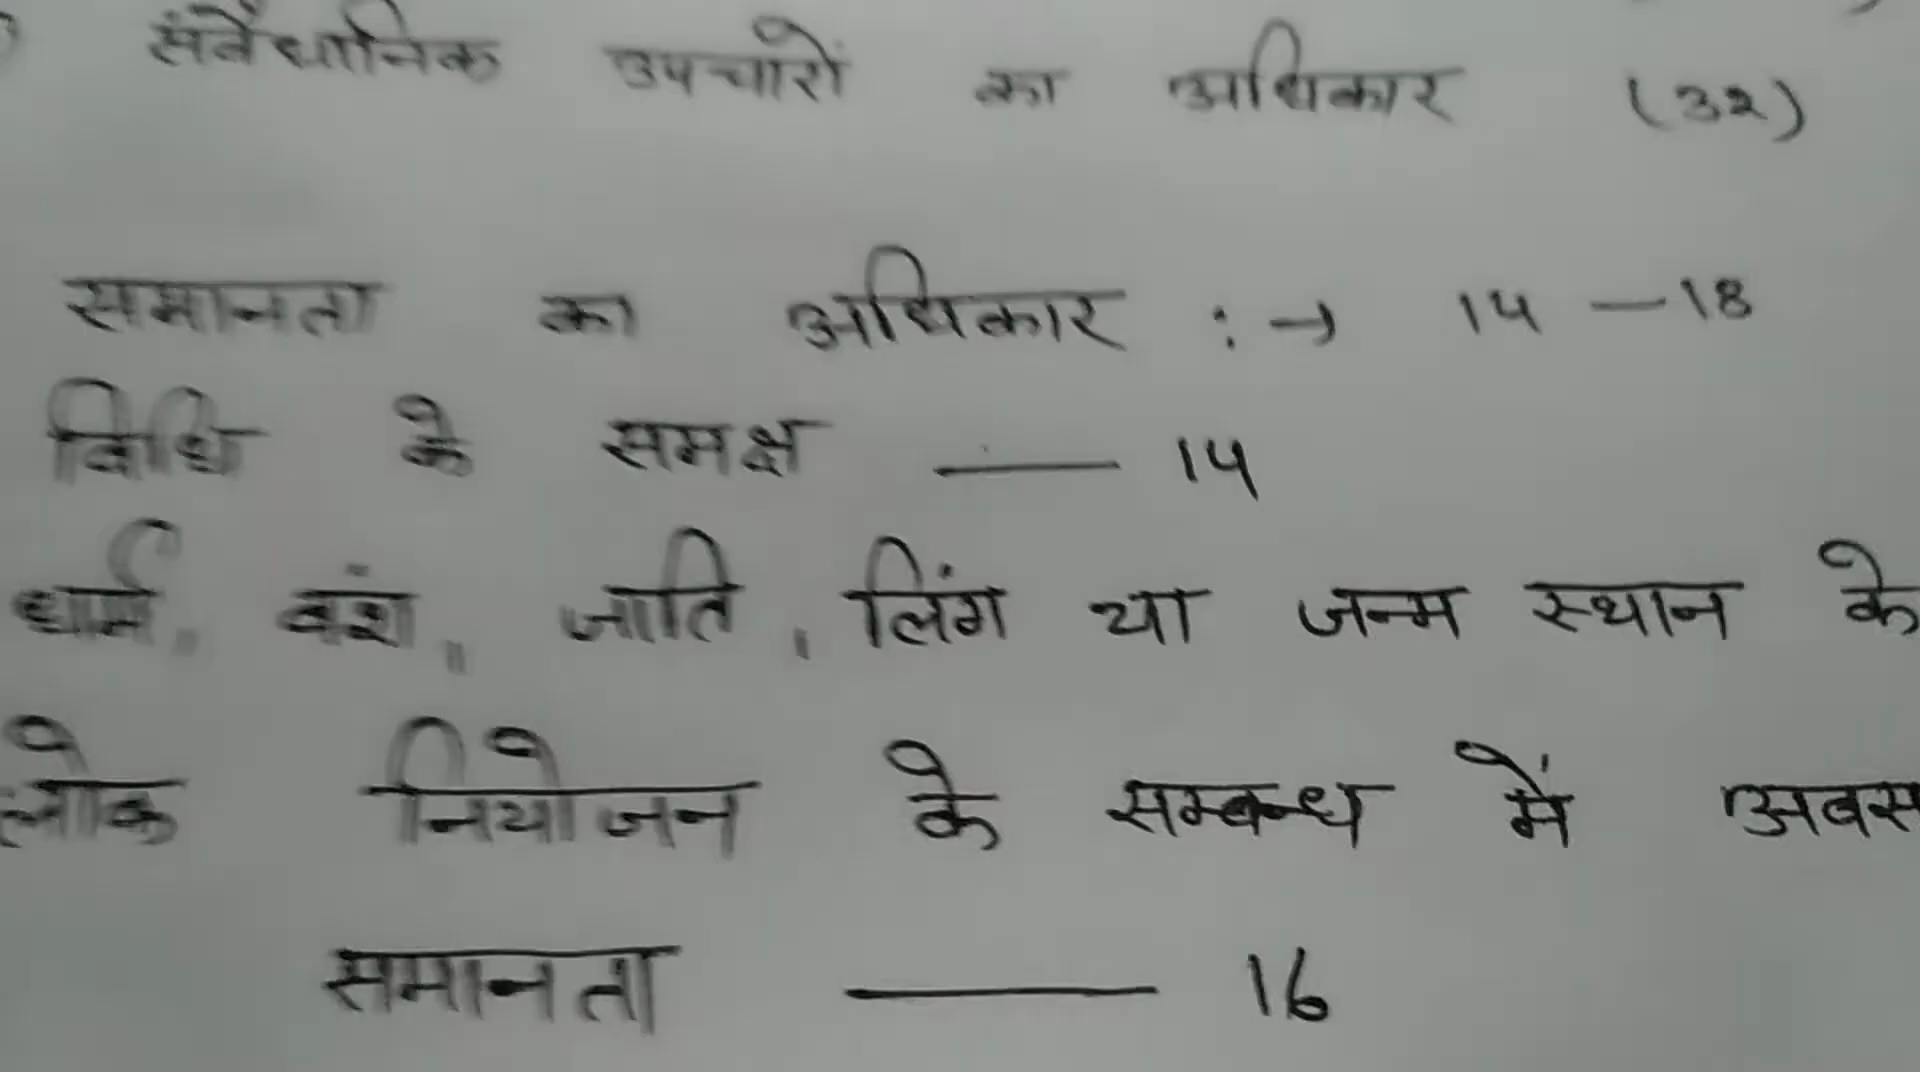 संवैधानिक उपचारों का अधिकार (32)
समानता का अधिकार :→ 14 — 18
विधि के समक्ष — 14
धर्म, वंश, जाति, लिंग या जन्म स्थान के
लोक नियोजन के सम्बन्ध में अवस
समानता — 16